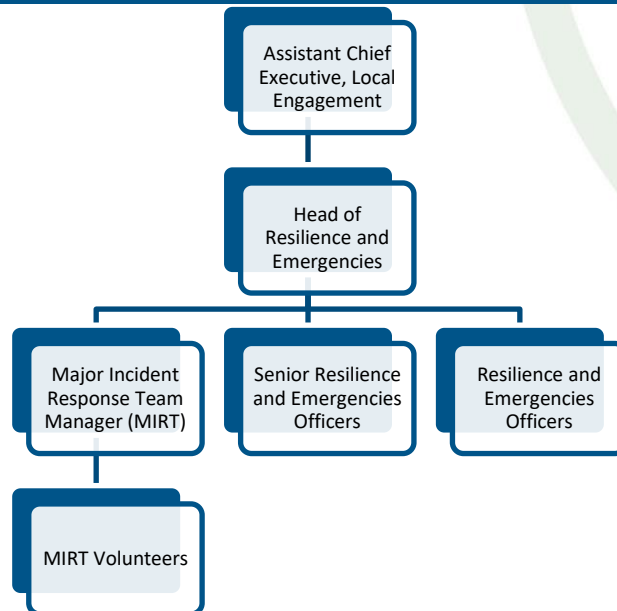 Assistant Chief
Executive, Local
Engagement
Head of
Resilience and
Emergencies
Major Incident
Response Team
Manager (MIRT)
Senior Resilience
and Emergencies
Officers
Resilience and
Emergencies
Officers
MIRT Volunteers